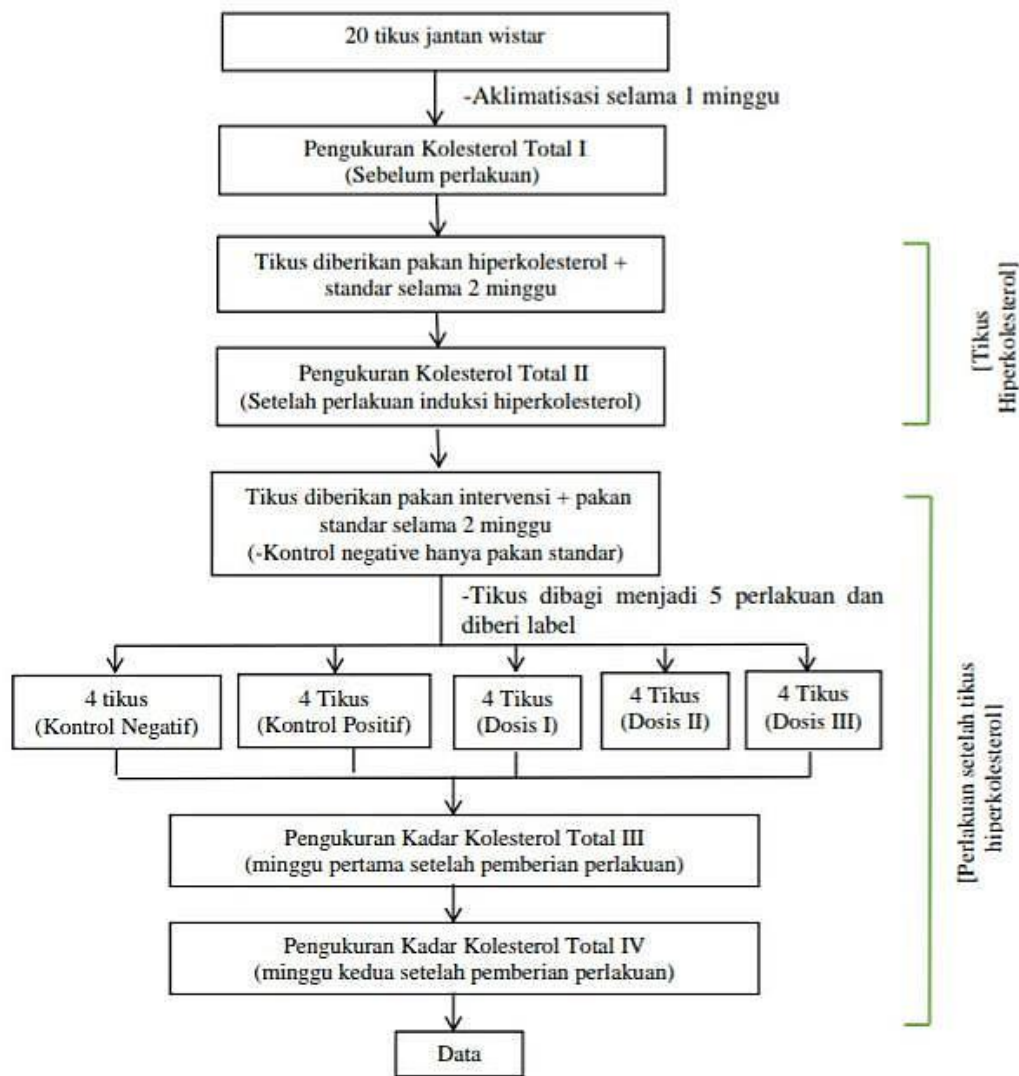 20 tikus jantan wistar
-Aklimatisasi selama 1 minggu
Pengukuran Kolesterol Total I
(Sebelum perlakuan)
Tikus diberikan pakan hiperkolesterol +
standar selama 2 minggu
Pengukuran Kolesterol Total II
(Setelah perlakuan induksi hiperkolesterol)
[Tikus
Hiperkolesterol]
Tikus diberikan pakan intervensi + pakan
standar selama 2 minggu
(-Kontrol negative hanya pakan standar)
-Tikus dibagi menjadi 5 perlakuan dan
diberi label
4 tikus
(Kontrol Negatif)
4 Tikus
(Kontrol Positif)
4 Tikus
(Dosis I)
4 Tikus
(Dosis II)
4 Tikus
(Dosis III)
Pengukuran Kadar Kolesterol Total III
(minggu pertama setelah pemberian perlakuan)
Pengukuran Kadar Kolesterol Total IV
(minggu kedua setelah pemberian perlakuan)
Data
[Perlakuan setelah tikus
hiperkolesterol]